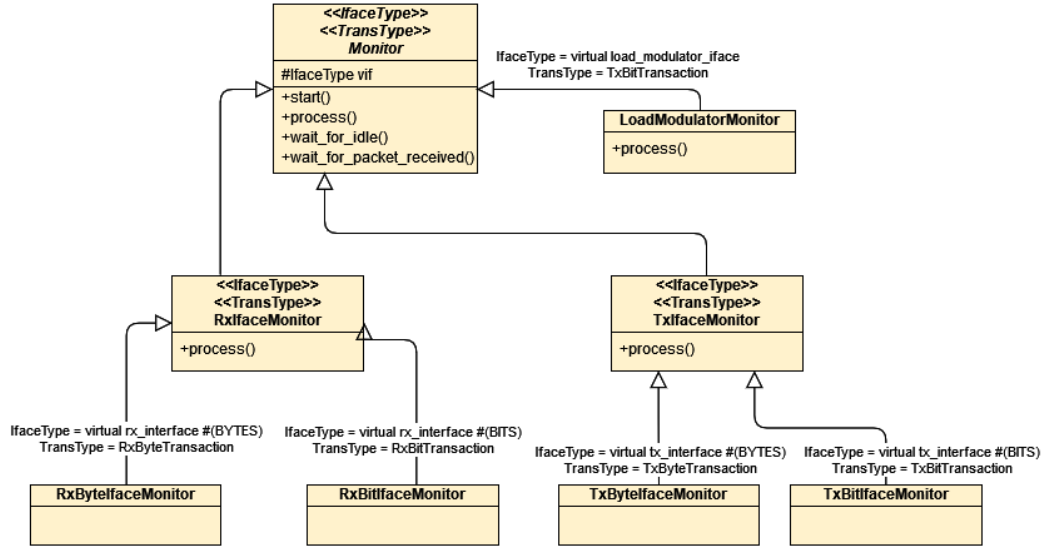 <<IfaceType>>
<<TransType>>
Monitor
#IfaceType vif
+start()
+process()
+wait_for_idle()
+wait_for_packet_received()
IfaceType = virtual load_modulator_iface
TransType = TxBitTransaction
LoadModulatorMonitor
+process()
<<IfaceType>>
<<TransType>>
RxIfaceMonitor
+process()
<<IfaceType>>
<<TransType>>
TxIfaceMonitor
+process()
IfaceType = virtual rx_interface #(BYTES)
TransType = RxByteTransaction
IfaceType = virtual rx_interface #(BITS)
TransType = RxBitTransaction
IfaceType = virtual tx_interface #(BYTES)
TransType = TxByteTransaction
IfaceType = virtual tx_interface #(BITS)
TransType = TxBitTransaction
RxByteIfaceMonitor
RxBitIfaceMonitor
TxByteIfaceMonitor
TxBitIfaceMonitor